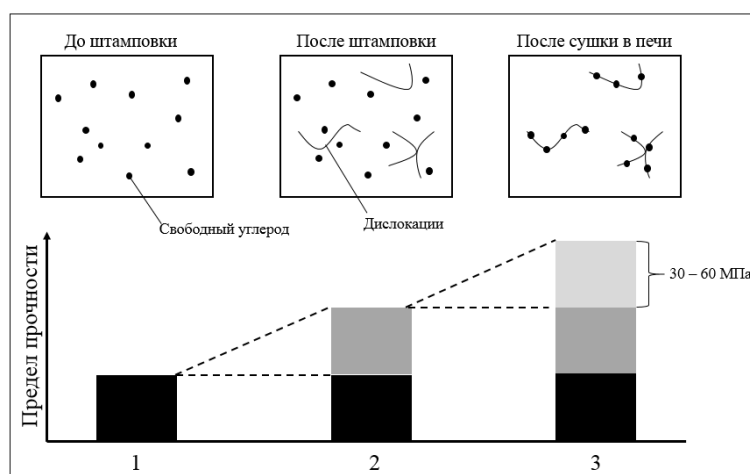 До штамповки
После штамповки
После сушки в печи
Свободный углерод
Дислокации
Предел прочности
30 – 60 МПа
1
2
3